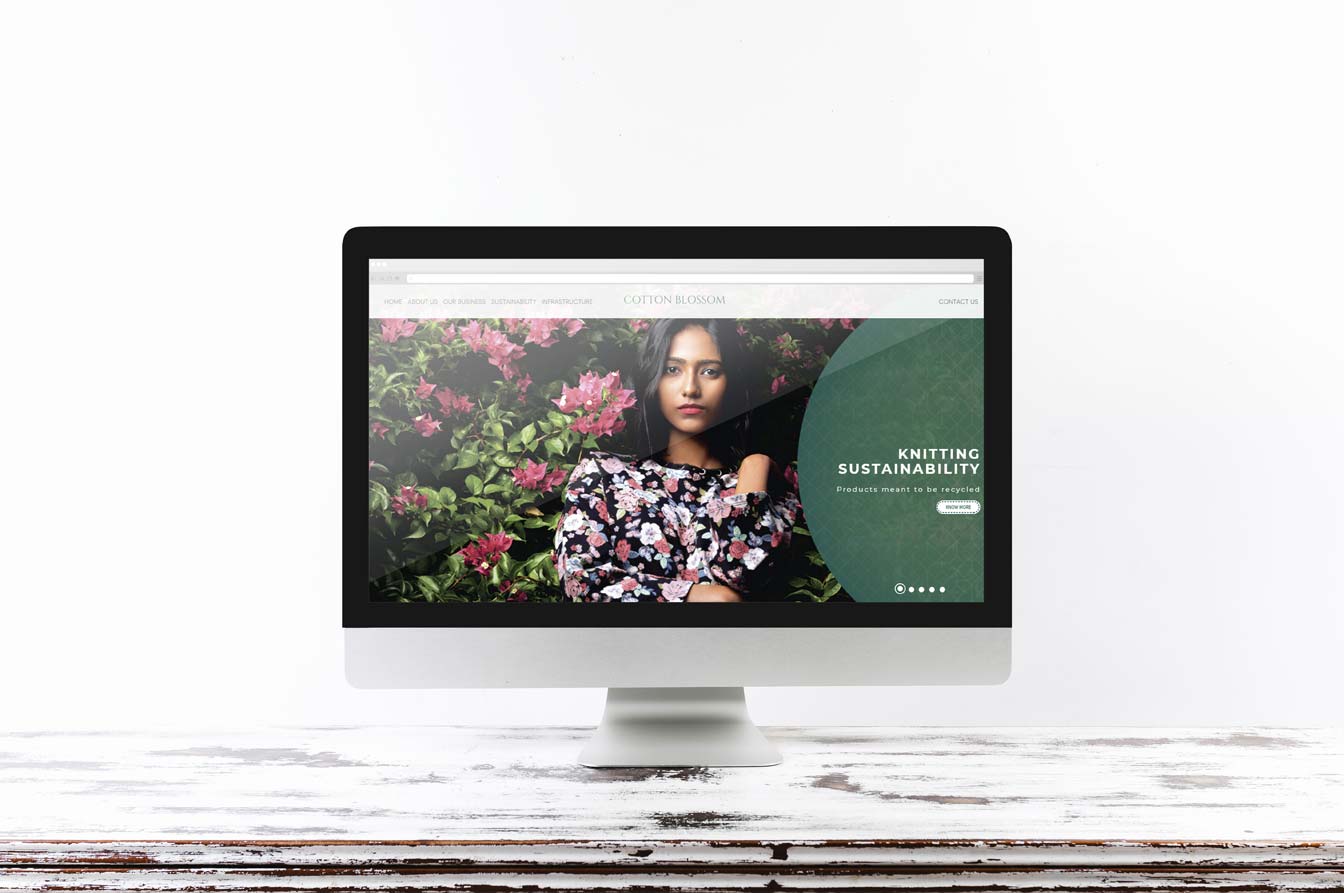 HOME ABOUT US OUR BUSINESS SUSTAINABILITY INFRASTRUCTURE COTTON BLOSSOM CONTACT US
KNITTING
SUSTAINABILITY
Products meant to be recycled
KNOW MORE